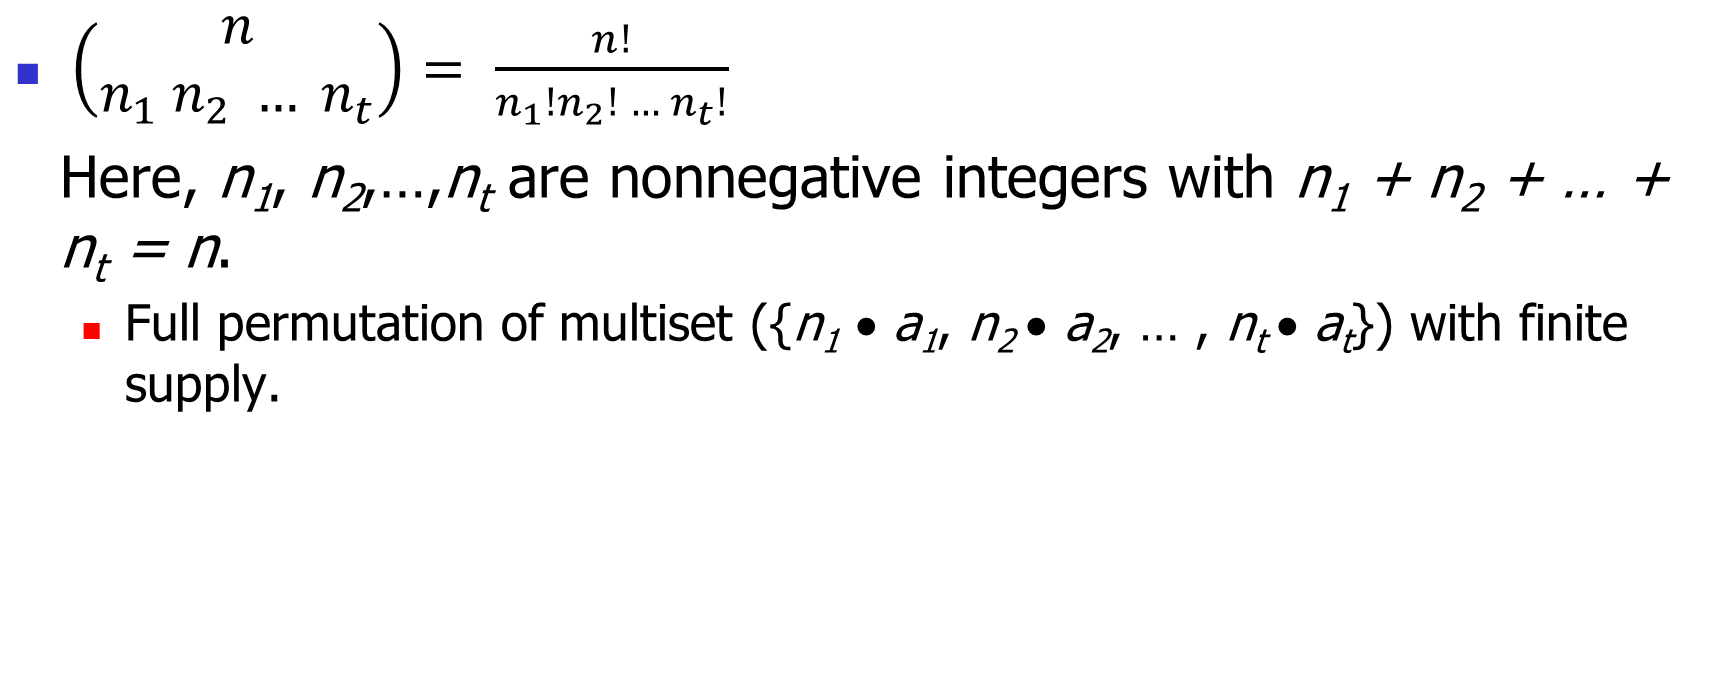 ■ (n / n₁ n₂ … nₜ) = n! / n₁!n₂! … nₜ!
Here, n₁, n₂,…,nₜ are nonnegative integers with n₁ + n₂ + … +
nₜ = n.
■ Full permutation of multiset ({n₁ • a₁, n₂ • a₂, … , nₜ • aₜ}) with finite
supply.